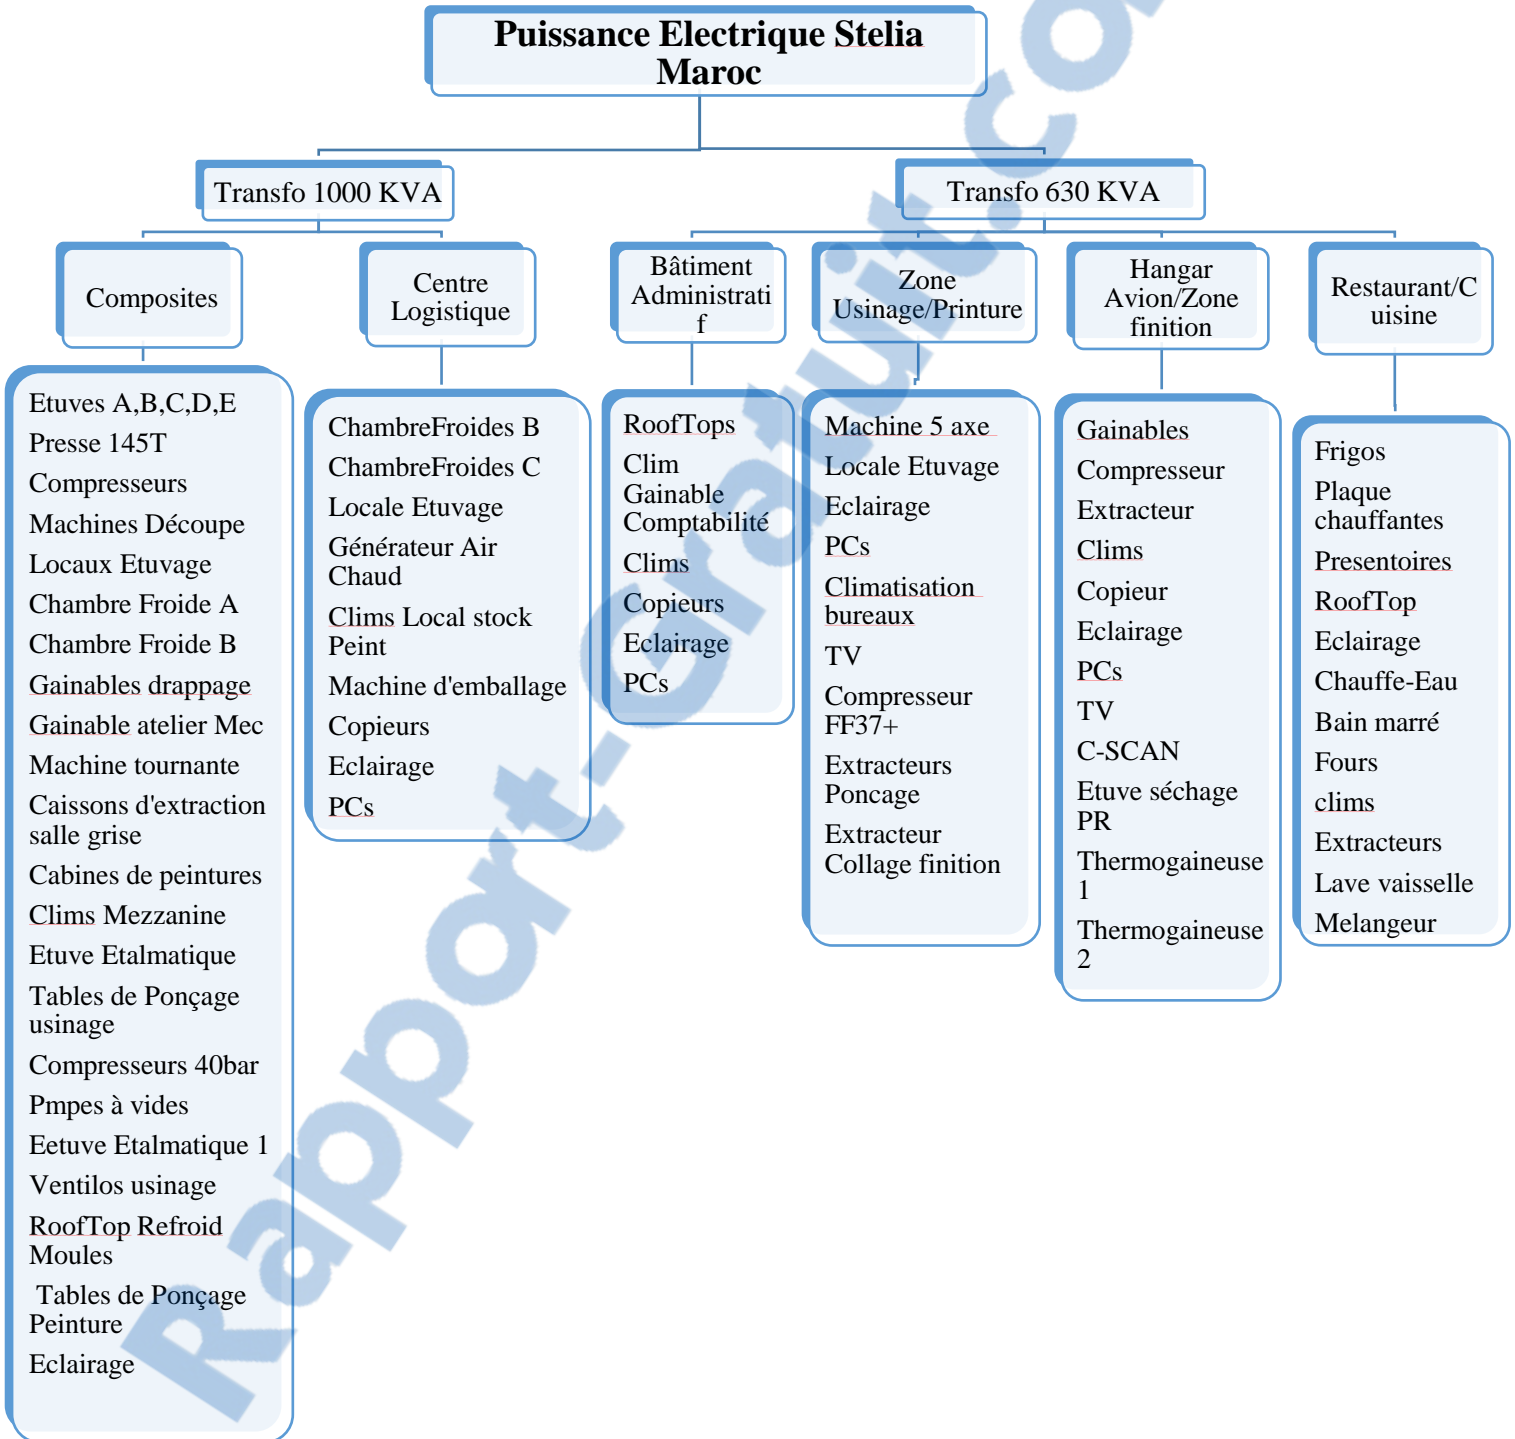 Puissance Electrique Stelia
Maroc
Transfo 1000 KVA
Transfo 630 KVA
Composites
Centre
Logistique
Bâtiment
Administrati
f
Zone
Usinage/Printure
Hangar
Avion/Zone
finition
Restaurant/C
uisine
Etuves A,B,C,D,E
Presse 145T
Compresseurs
Machines Découpe
Locaux Etuvage
Chambre Froide A
Chambre Froide B
Gainables drappage
Gainable atelier Mec
Machine tournante
Caissons d'extraction
salle grise
Cabines de peintures
Clims Mezzanine
Etuve Etalmatique
Tables de Ponçage
usinage
Compresseurs 40bar
Pmpes à vides
Eetuve Etalmatique 1
Ventilos usinage
RoofTop Refroid
Moules
Tables de Ponçage
Peinture
Eclairage
ChambreFroides B
ChambreFroides C
Locale Etuvage
Générateur Air
Chaud
Clims Local stock
Peint
Machine d'emballage
Copieurs
Eclairage
PCs
RoofTops
Clim
Gainable
Comptabilité
Clims
Copieurs
Eclairage
PCs
Machine 5 axe
Locale Etuvage
Eclairage
PCs
Climatisation
bureaux
TV
Compresseur
FF37+
Extracteurs
Poncage
Extracteur
Collage finition
Gainables
Compresseur
Extracteur
Clims
Copieur
Eclairage
PCs
TV
C-SCAN
Etuve séchage
PR
Thermogaineuse
1
Thermogaineuse
2
Frigos
Plaque
chauffantes
Presentoires
RoofTop
Eclairage
Chauffe-Eau
Bain marré
Fours
clims
Extracteurs
Lave vaisselle
Melangeur
Rapport-Gratuit.co